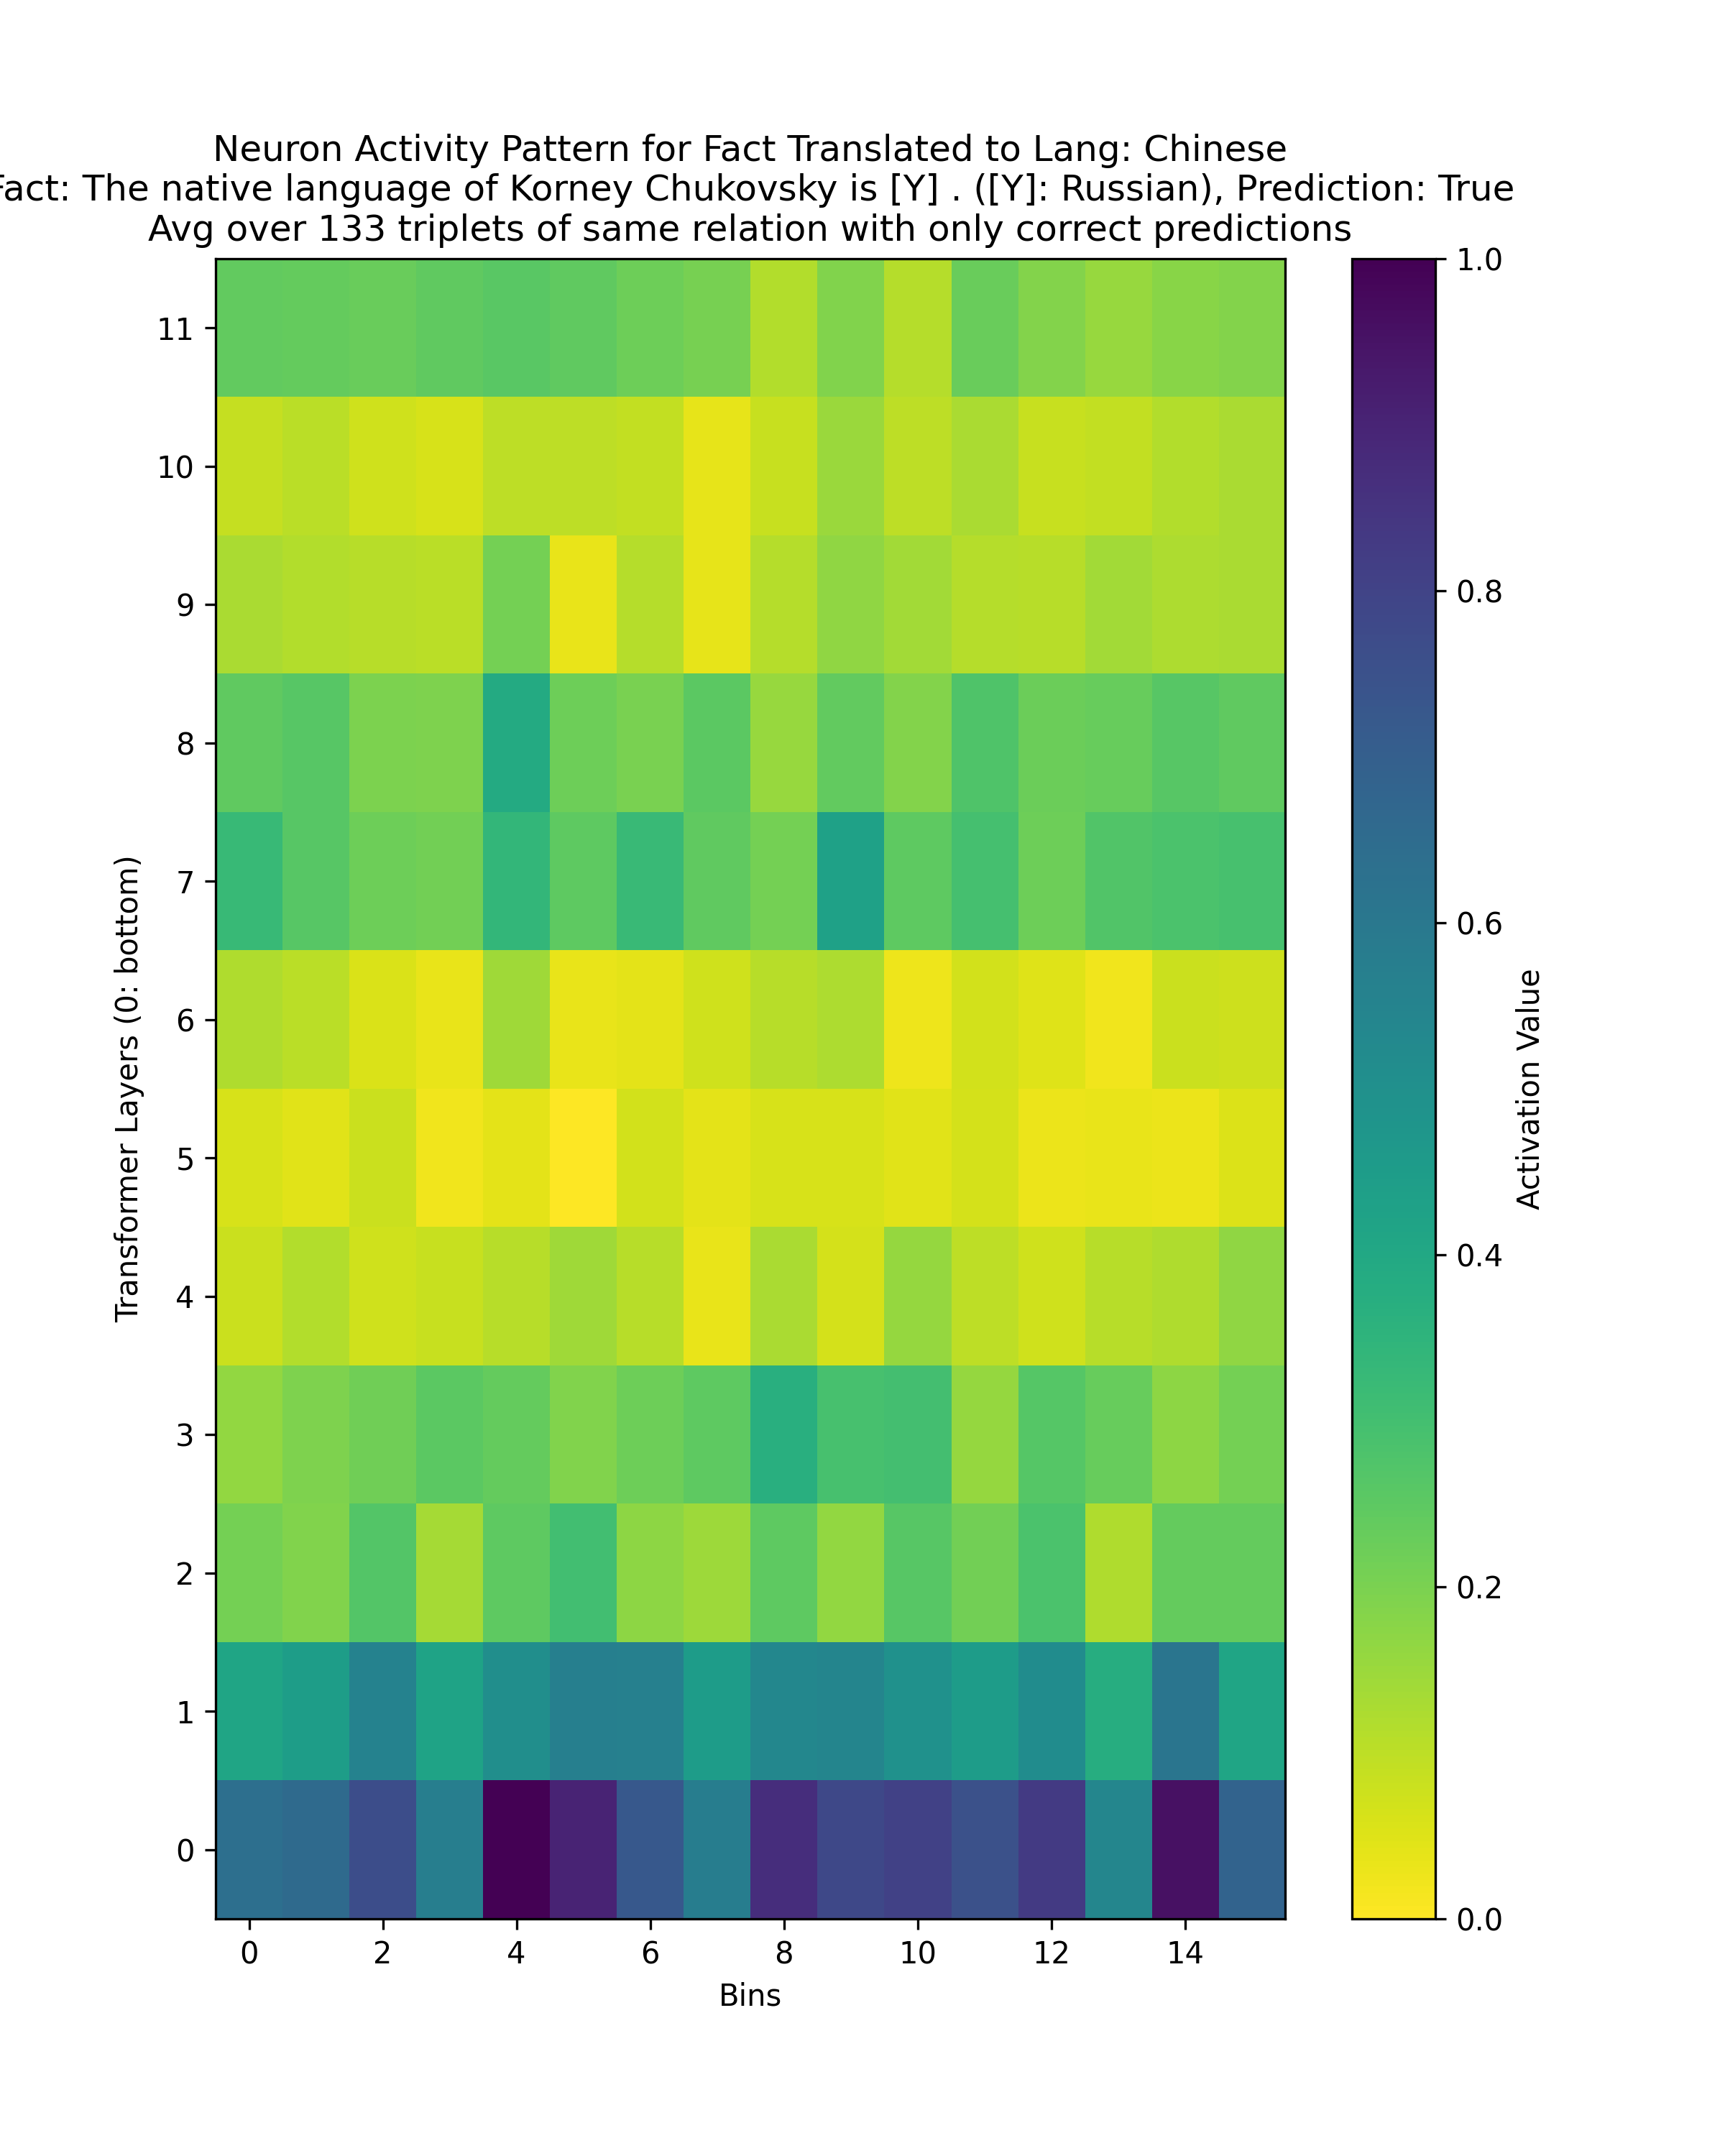 Neuron Activity Pattern for Fact Translated to Lang: Chinese
act: The native language of Korney Chukovsky is [Y] . ([Y]: Russian), Prediction: True
Avg over 133 triplets of same relation with only correct predictions
1.0
11
10
9
0.8
8
7
0.6
6
5
0.4
4
3
0.2
2
1
0
0.0
0 2 4 6 8 10 12 14
Bins
Transformer Layers (0: bottom)
Activation Value